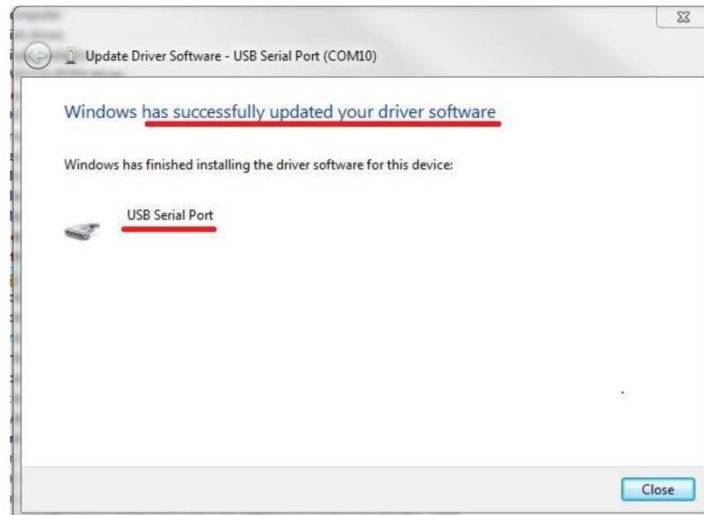 Update Driver Software - USB Serial Port (COM10)
Windows has successfully updated your driver software
Windows has finished installing the driver software for this device:
USB Serial Port
Close